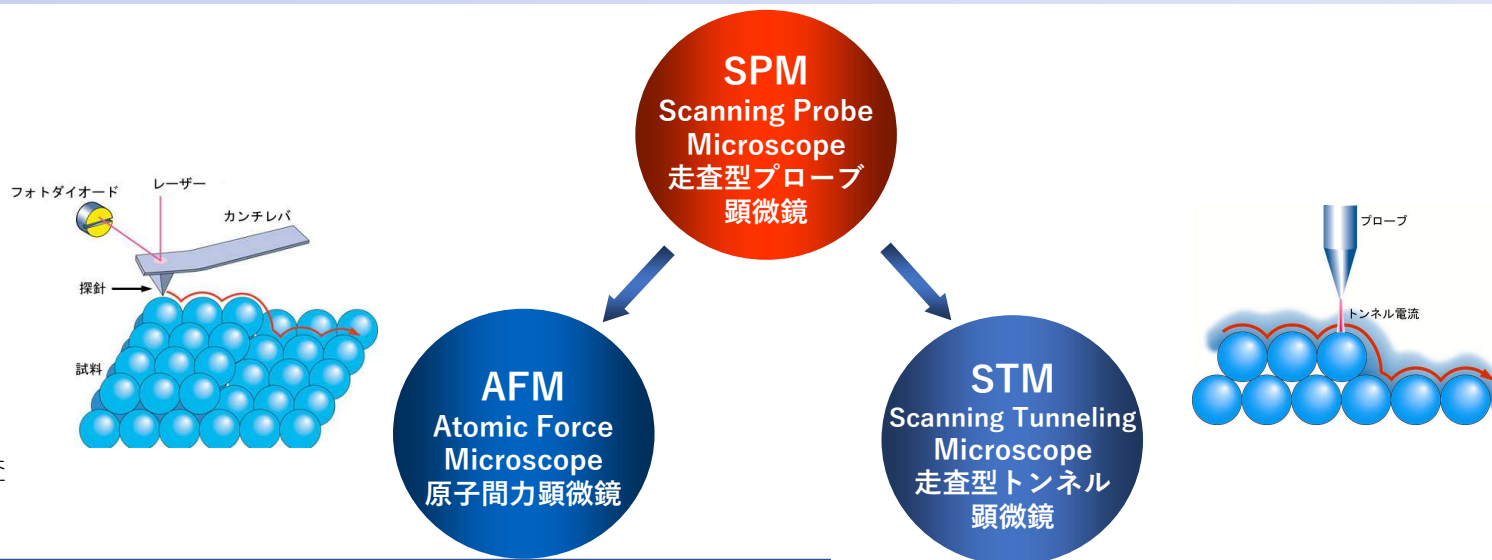 SPM
Scanning Probe
Microscope
走査型プローブ
顕微鏡
フォトダイオード
レーザー
カンチレバ
探針
試料
AFM
Atomic Force
Microscope
原子間力顕微鏡
STM
Scanning Tunneling
Microscope
走査型トンネル
顕微鏡
プローブ
トンネル電流